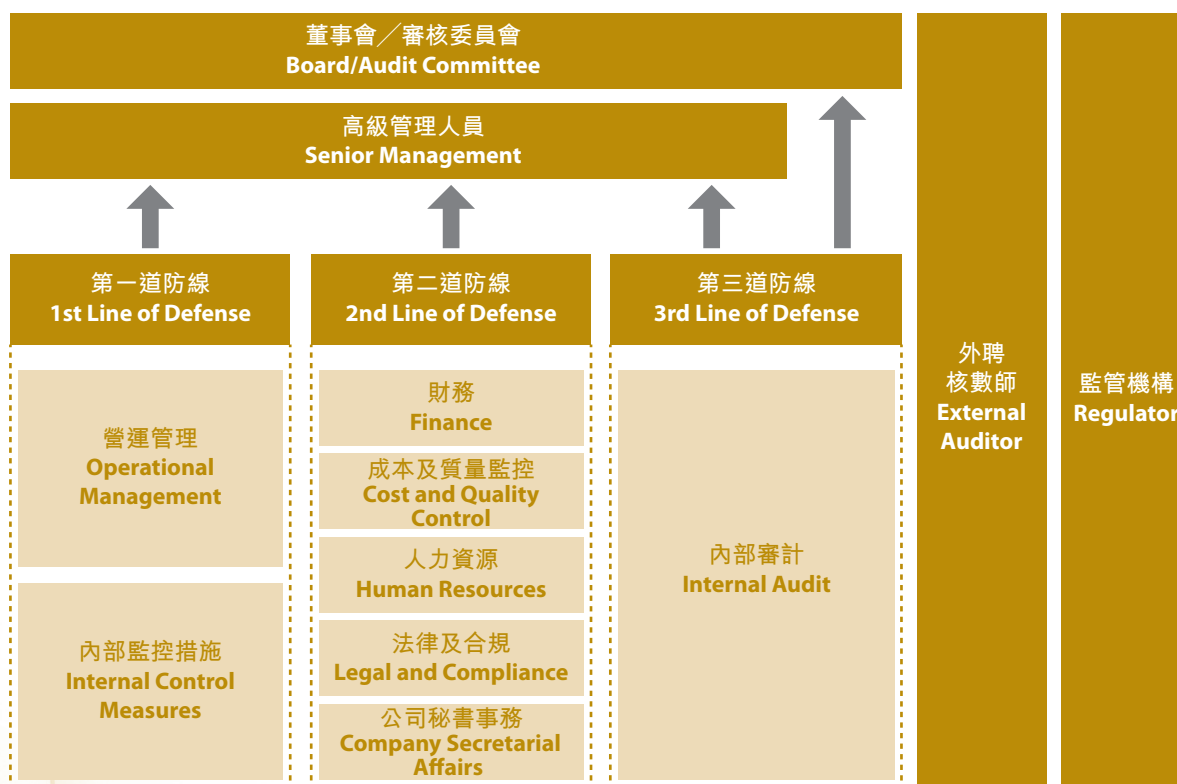 董事會╱審核委員會
Board/Audit Committee
高級管理人員
Senior Management
第一道防線
1st Line of Defense
營運管理
Operational
Management
內部監控措施
Internal Control
Measures
第二道防線
2nd Line of Defense
財務
Finance
成本及質量監控
Cost and Quality
Control
人力資源
Human Resources
法律及合規
Legal and Compliance
公司秘書事務
Company Secretarial
Affairs
第三道防線
3rd Line of Defense
內部審計
Internal Audit
外聘
核數師
External
Auditor
監管機構
Regulator